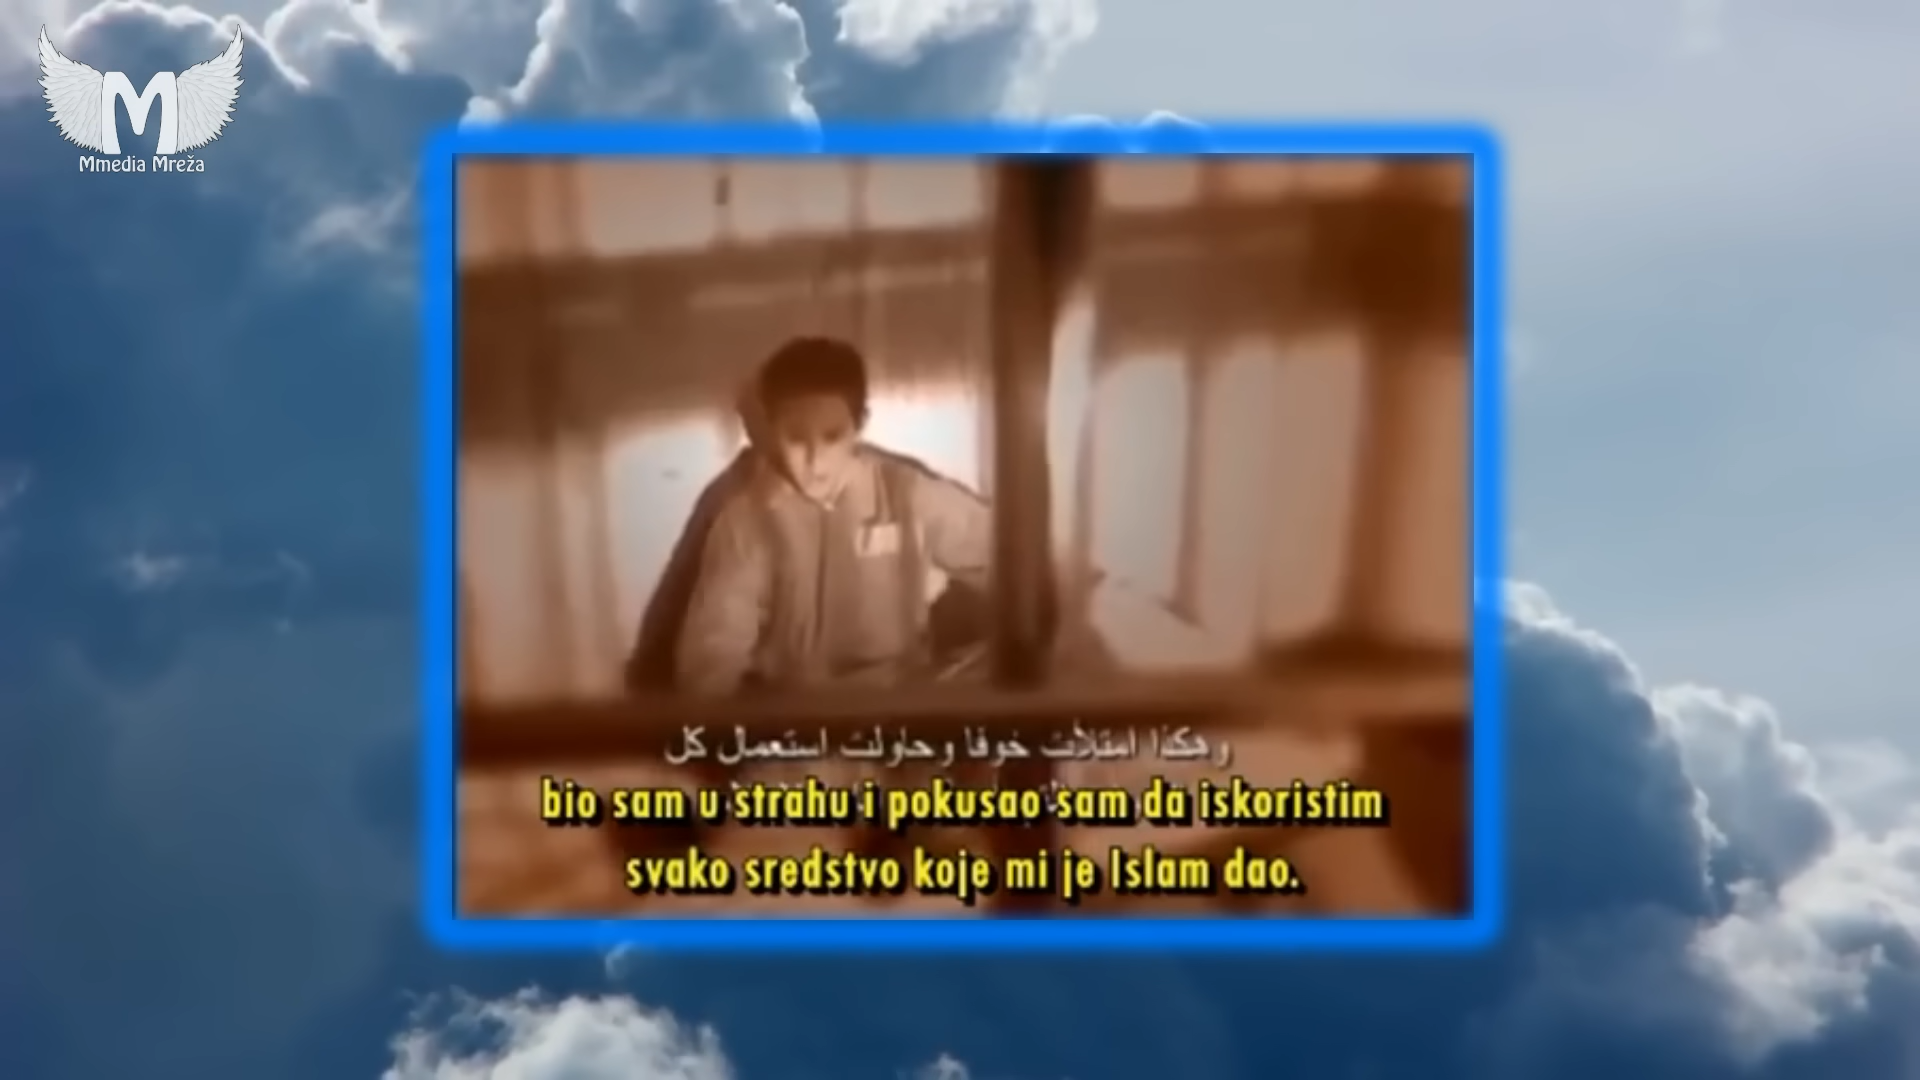 M
Mmedia Mreža
وهكذا امتلأت خوفا وحاولت استعمال كل
bio sam u strahu i pokusao sam da iskoristim
svako sredstvo koje mi je Islam dao.